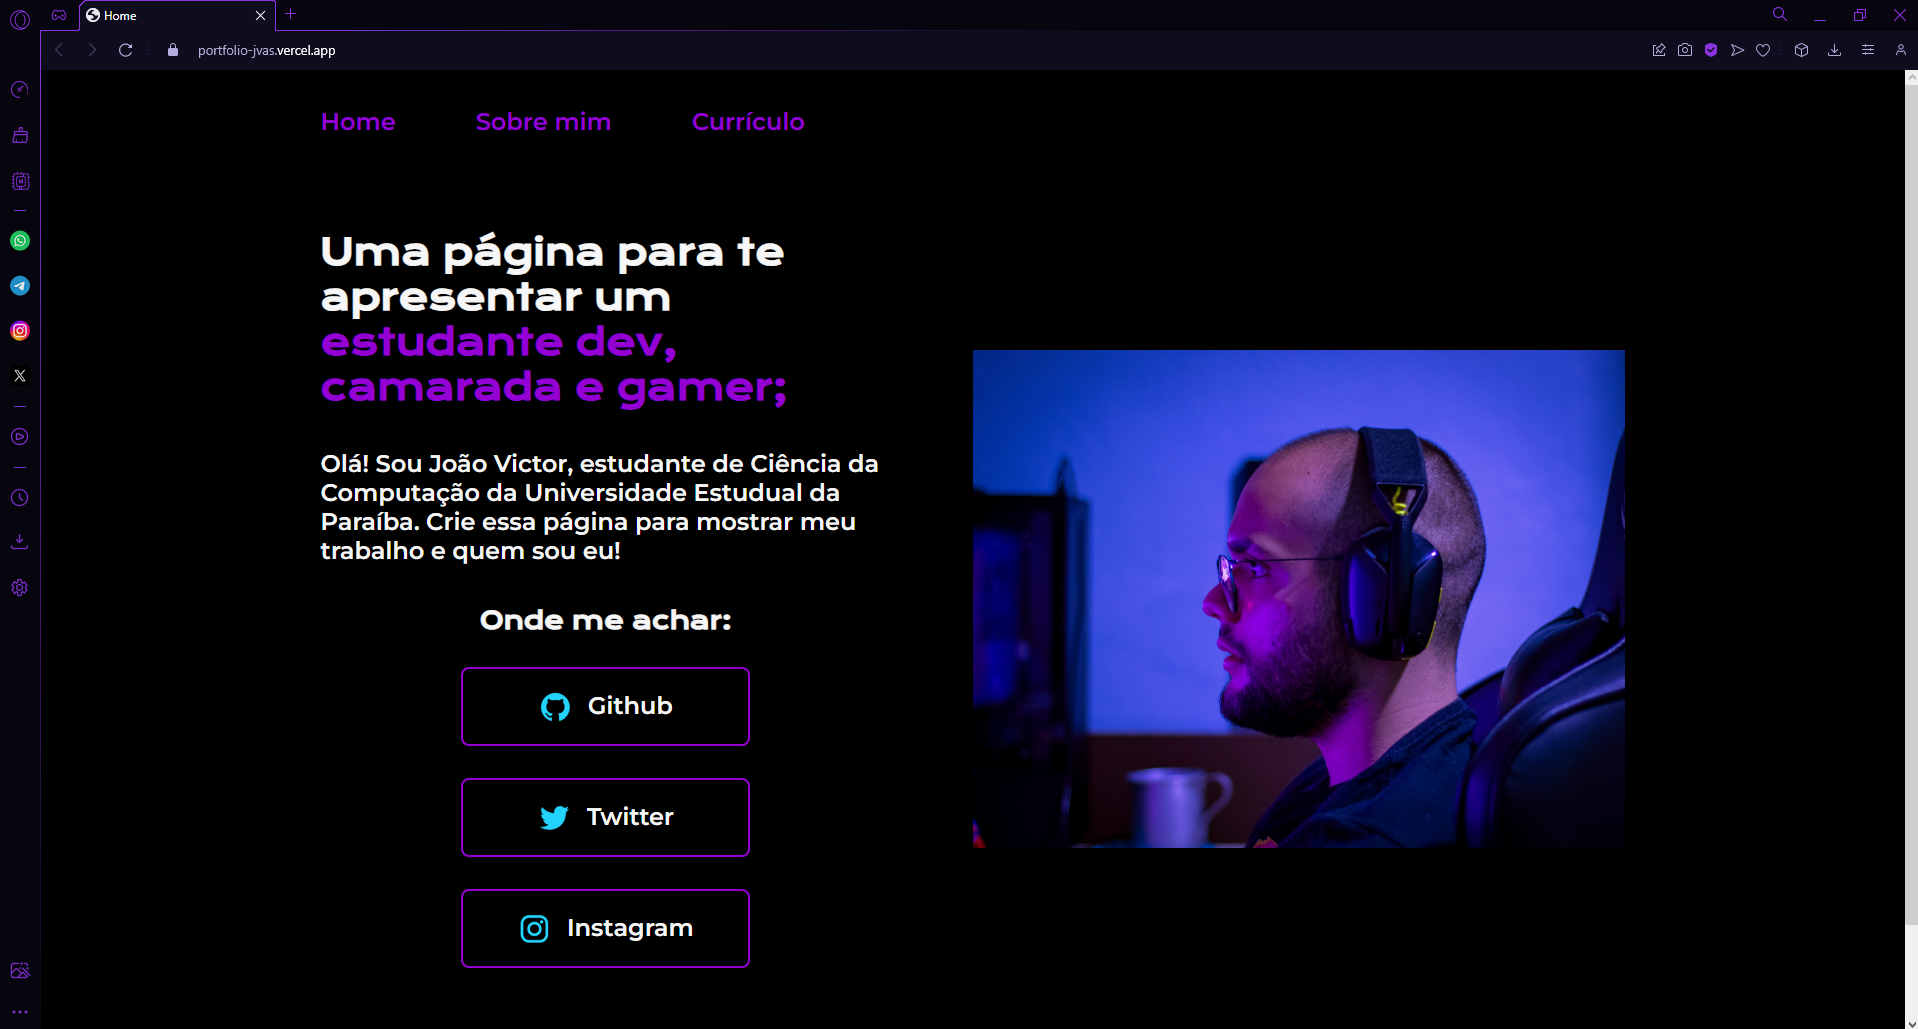 Home
portfolio-jvas.vercel.app
Home Sobre mim Currículo
Uma página para te
apresentar um
estudante dev,
camarada e gamer;
Olá! Sou João Victor, estudante de Ciência da
Computação da Universidade Estudual da
Paraíba. Crie essa página para mostrar meu
trabalho e quem sou eu!
Onde me achar:
Github
Twitter
Instagram